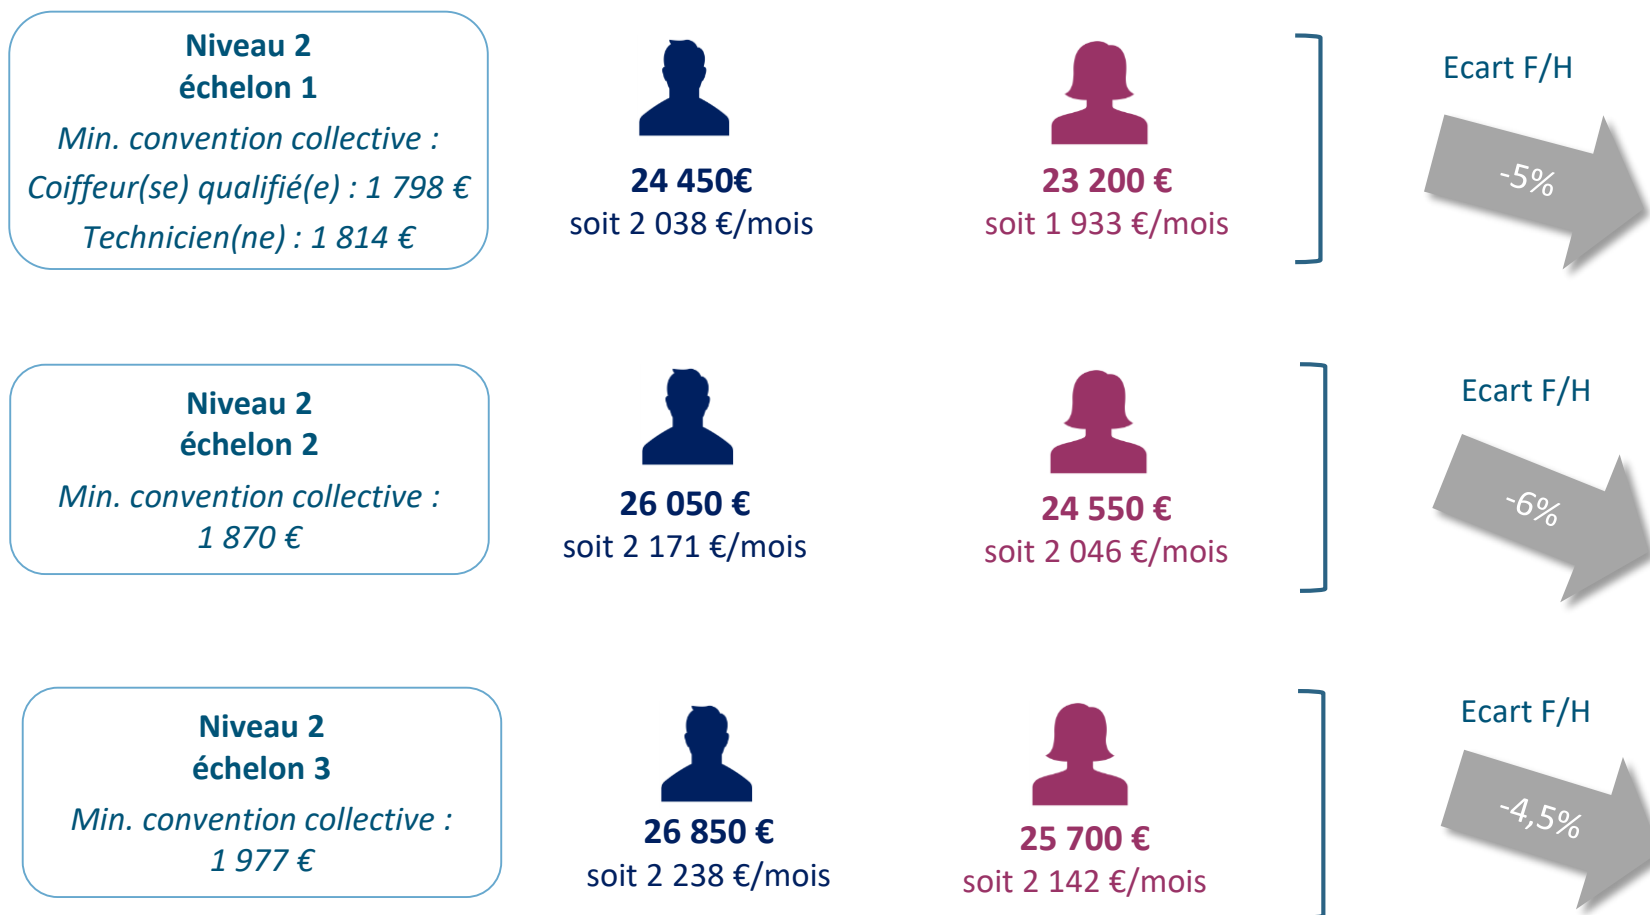 Niveau 2
échelon 1
Min. convention collective :
Coiffeur(se) qualifié(e) : 1 798 €
Technicien(ne) : 1 814 €
24 450€
soit 2 038 €/mois
23 200 €
soit 1 933 €/mois
Ecart F/H
-5%
Niveau 2
échelon 2
Min. convention collective :
1 870 €
26 050 €
soit 2 171 €/mois
24 550 €
soit 2 046 €/mois
Ecart F/H
-6%
Niveau 2
échelon 3
Min. convention collective :
1 977 €
26 850 €
soit 2 238 €/mois
25 700 €
soit 2 142 €/mois
Ecart F/H
-4,5%